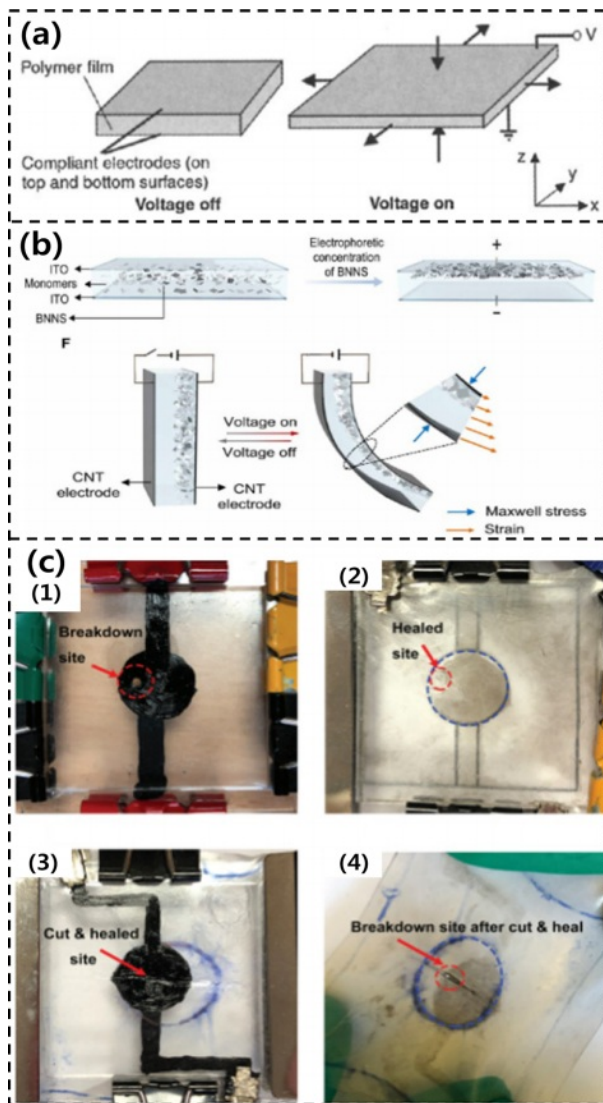 (a)
Polymer film
Compliant electrodes (on
top and bottom surfaces)
Voltage off
Voltage on
V
z
y
x
(b)
ITO
Monomers
ITO
BNNS
Electrophoretic
concentration
of BNNS
+
−
F
CNT
electrode
Voltage on
Voltage off
CNT
electrode
Maxwell stress
Strain
(c)
(1)
Breakdown
site
(2)
Healed
site
(3)
Cut & healed
site
(4)
Breakdown site after cut & heal